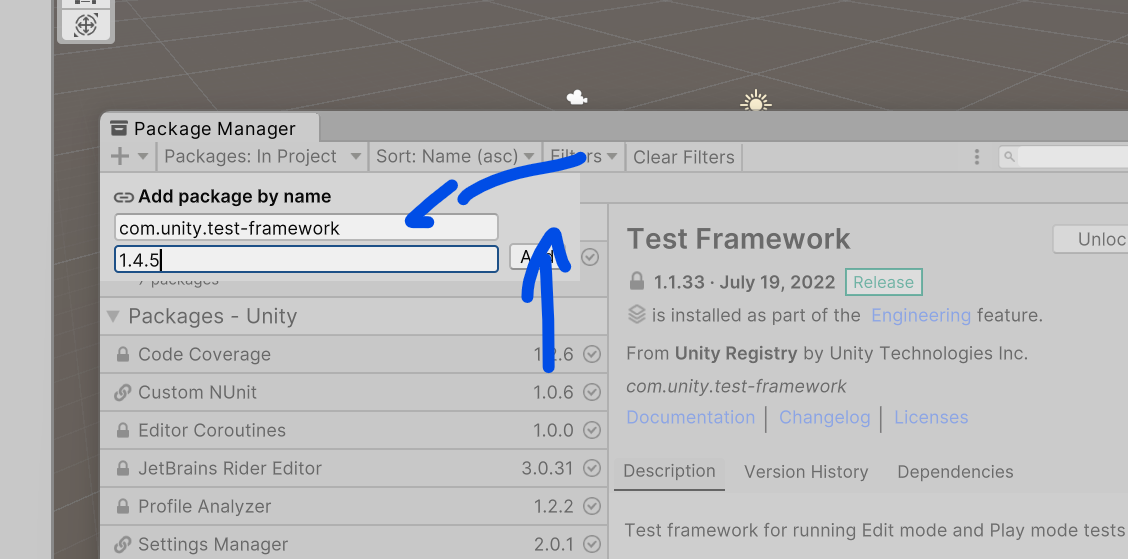 Package Manager
Packages: In Project
Sort: Name (asc)
Filters
Clear Filters
Add package by name
com.unity.test-framework
1.4.5
Add
7 packages
Packages - Unity
Code Coverage 1.2.6
Custom NUnit 1.0.6
Editor Coroutines 1.0.0
JetBrains Rider Editor 3.0.31
Profile Analyzer 1.2.2
Settings Manager 2.0.1
Test Framework
Unloc
1.1.33 · July 19, 2022 Release
is installed as part of the Engineering feature.
From Unity Registry by Unity Technologies Inc.
com.unity.test-framework
Documentation Changelog Licenses
Description Version History Dependencies
Test framework for running Edit mode and Play mode tests